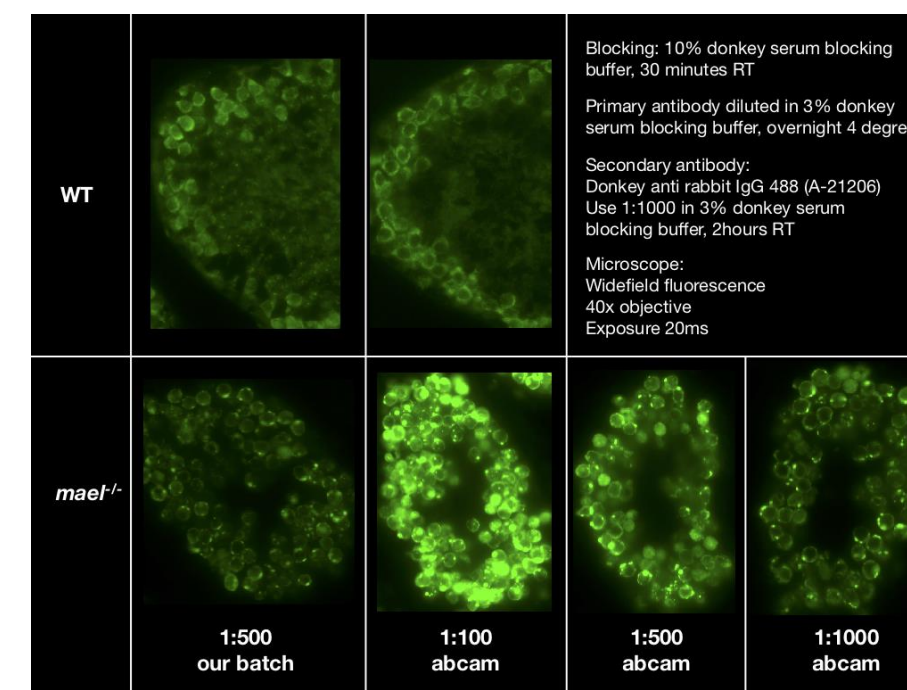 Blocking: 10% donkey serum blocking
buffer, 30 minutes RT
Primary antibody diluted in 3% donkey
serum blocking buffer, overnight 4 degre
Secondary antibody:
Donkey anti rabbit IgG 488 (A-21206)
Use 1:1000 in 3% donkey serum
blocking buffer, 2hours RT
Microscope:
Widefield fluorescence
40x objective
Exposure 20ms
WT
mael-/-
1:500
our batch
1:100
abcam
1:500
abcam
1:1000
abcam